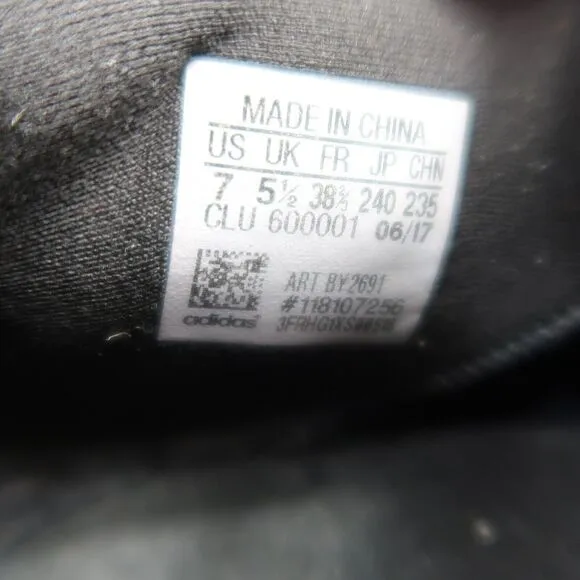 MADE IN CHINA
US UK FR JP CHN
7 5½ 38⅔ 240 235
CLU 600001 06/17
ART BY2691
#118107256
adidas